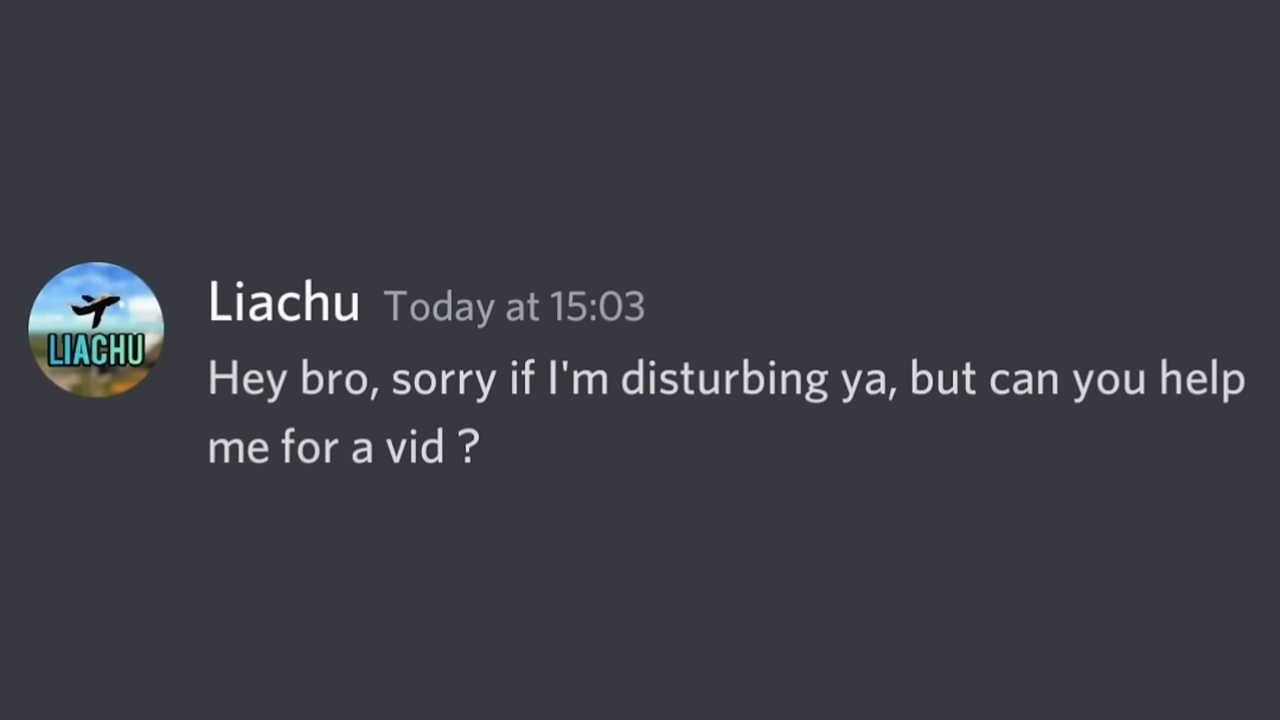 LIACHU
Liachu Today at 15:03
Hey bro, sorry if I'm disturbing ya, but can you help
me for a vid ?